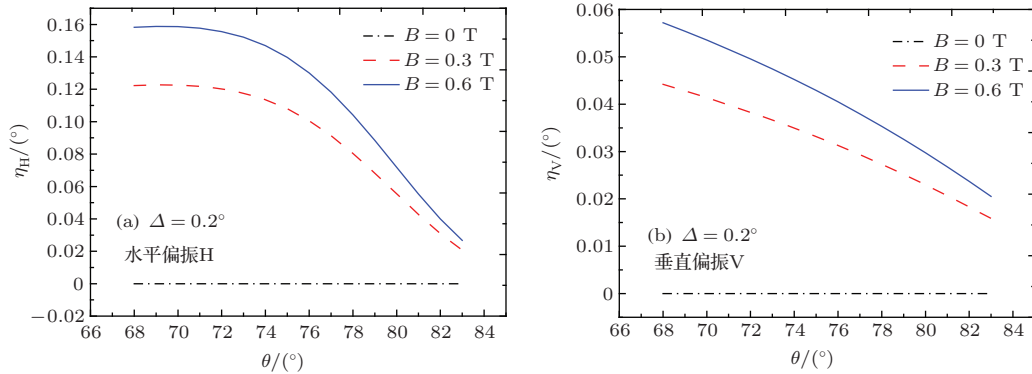 0.16
0.14
0.12
0.10
0.08
0.06
0.04
0.02
0
−0.02
η_H/(°)
B = 0 T
B = 0.3 T
B = 0.6 T
(a) Δ = 0.2°
水平偏振H
66 68 70 72 74 76 78 80 82 84
θ/(°)
0.06
0.05
0.04
0.03
0.02
0.01
0
η_V/(°)
B = 0 T
B = 0.3 T
B = 0.6 T
(b) Δ = 0.2°
垂直偏振V
66 68 70 72 74 76 78 80 82 84
θ/(°)